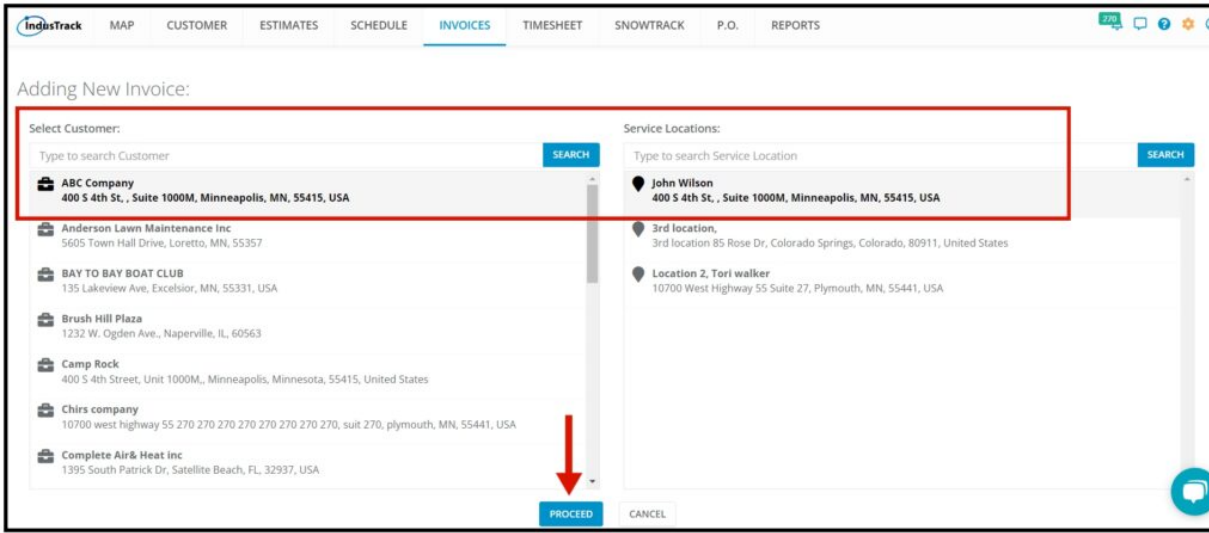 IndusTrack MAP CUSTOMER ESTIMATES SCHEDULE INVOICES TIMESHEET SNOWTRACK P.O. REPORTS 270
Adding New Invoice:
Select Customer:
Type to search Customer SEARCH
ABC Company
400 S 4th St, , Suite 1000M, Minneapolis, MN, 55415, USA
Anderson Lawn Maintenance Inc
5605 Town Hall Drive, Loretto, MN, 55357
BAY TO BAY BOAT CLUB
135 Lakeview Ave, Excelsior, MN, 55331, USA
Brush Hill Plaza
1232 W. Ogden Ave., Naperville, IL, 60563
Camp Rock
400 S 4th Street, Unit 1000M,, Minneapolis, Minnesota, 55415, United States
Chirs company
10700 west highway 55 270 270 270 270 270 270 270 270, suit 270, plymouth, MN, 55441, USA
Complete Air& Heat inc
1395 South Patrick Dr, Satellite Beach, FL, 32937, USA
Service Locations:
Type to search Service Location SEARCH
John Wilson
400 S 4th St, , Suite 1000M, Minneapolis, MN, 55415, USA
3rd location,
3rd location 85 Rose Dr, Colorado Springs, Colorado, 80911, United States
Location 2, Tori walker
10700 West Highway 55 Suite 27, Plymouth, MN, 55441, USA
PROCEED CANCEL